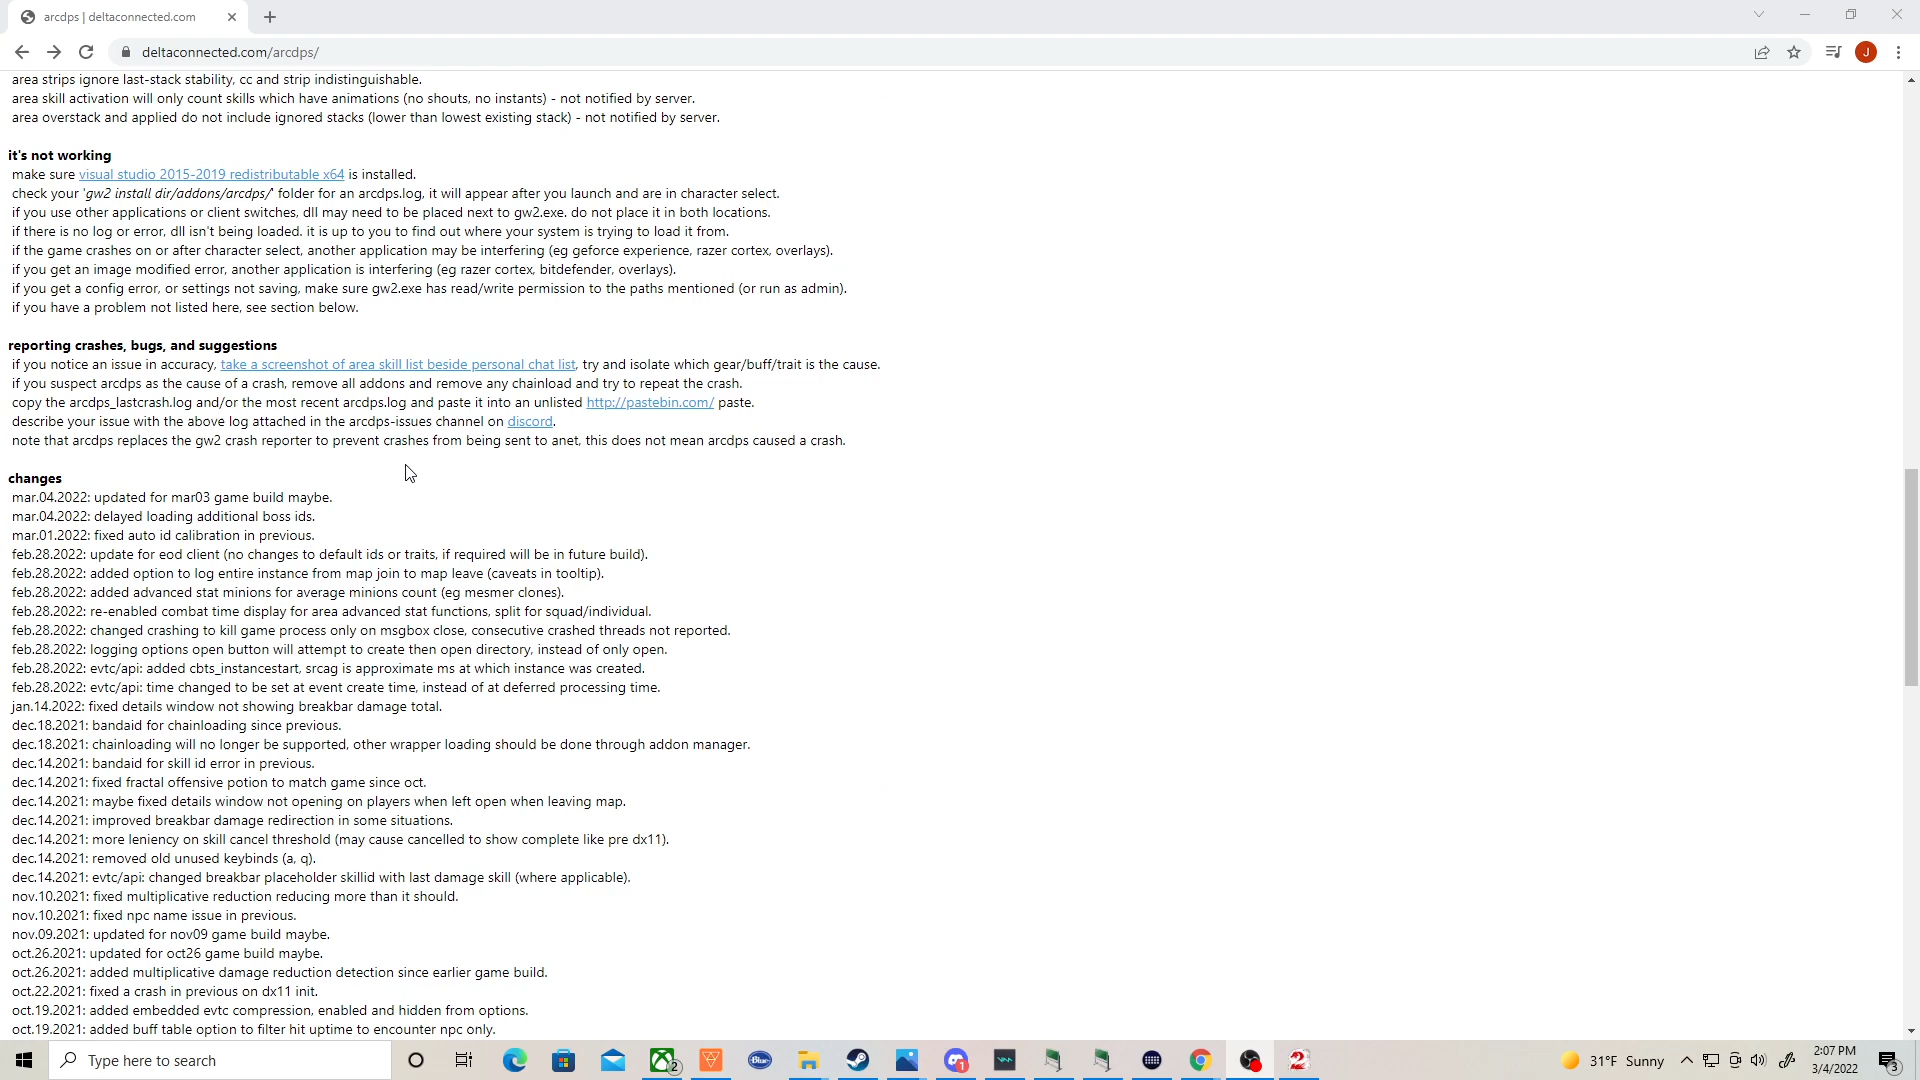 arcdps | deltaconnected.com
deltaconnected.com/arcdps/
J
area strips ignore last-stack stability, cc and strip indistinguishable.
area skill activation will only count skills which have animations (no shouts, no instants) - not notified by server.
area overstack and applied do not include ignored stacks (lower than lowest existing stack) - not notified by server.
it's not working
make sure visual studio 2015-2019 redistributable x64 is installed.
check your 'gw2 install dir/addons/arcdps/' folder for an arcdps.log, it will appear after you launch and are in character select.
if you use other applications or client switches, dll may need to be placed next to gw2.exe. do not place it in both locations.
if there is no log or error, dll isn't being loaded. it is up to you to find out where your system is trying to load it from.
if the game crashes on or after character select, another application may be interfering (eg geforce experience, razer cortex, overlays).
if you get an image modified error, another application is interfering (eg razer cortex, bitdefender, overlays).
if you get a config error, or settings not saving, make sure gw2.exe has read/write permission to the paths mentioned (or run as admin).
if you have a problem not listed here, see section below.
reporting crashes, bugs, and suggestions
if you notice an issue in accuracy, take a screenshot of area skill list beside personal chat list, try and isolate which gear/buff/trait is the cause.
if you suspect arcdps as the cause of a crash, remove all addons and remove any chainload and try to repeat the crash.
copy the arcdps_lastcrash.log and/or the most recent arcdps.log and paste it into an unlisted http://pastebin.com/ paste.
describe your issue with the above log attached in the arcdps-issues channel on discord.
note that arcdps replaces the gw2 crash reporter to prevent crashes from being sent to anet, this does not mean arcdps caused a crash.
changes
mar.04.2022: updated for mar03 game build maybe.
mar.04.2022: delayed loading additional boss ids.
mar.01.2022: fixed auto id calibration in previous.
feb.28.2022: update for eod client (no changes to default ids or traits, if required will be in future build).
feb.28.2022: added option to log entire instance from map join to map leave (caveats in tooltip).
feb.28.2022: added advanced stat minions for average minions count (eg mesmer clones).
feb.28.2022: re-enabled combat time display for area advanced stat functions, split for squad/individual.
feb.28.2022: changed crashing to kill game process only on msgbox close, consecutive crashed threads not reported.
feb.28.2022: logging options open button will attempt to create then open directory, instead of only open.
feb.28.2022: evtc/api: added cbts_instancestart, srcag is approximate ms at which instance was created.
feb.28.2022: evtc/api: time changed to be set at event create time, instead of at deferred processing time.
jan.14.2022: fixed details window not showing breakbar damage total.
dec.18.2021: bandaid for chainloading since previous.
dec.18.2021: chainloading will no longer be supported, other wrapper loading should be done through addon manager.
dec.14.2021: bandaid for skill id error in previous.
dec.14.2021: fixed fractal offensive potion to match game since oct.
dec.14.2021: maybe fixed details window not opening on players when left open when leaving map.
dec.14.2021: improved breakbar damage redirection in some situations.
dec.14.2021: more leniency on skill cancel threshold (may cause cancelled to show complete like pre dx11).
dec.14.2021: removed old unused keybinds (a, q).
dec.14.2021: evtc/api: changed breakbar placeholder skillid with last damage skill (where applicable).
nov.10.2021: fixed multiplicative reduction reducing more than it should.
nov.10.2021: fixed npc name issue in previous.
nov.09.2021: updated for nov09 game build maybe.
oct.26.2021: updated for oct26 game build maybe.
oct.26.2021: added multiplicative damage reduction detection since earlier game build.
oct.22.2021: fixed a crash in previous on dx11 init.
oct.19.2021: added embedded evtc compression, enabled and hidden from options.
oct.19.2021: added buff table option to filter hit uptime to encounter npc only.
Type here to search
2
Blue
1
2
31°F Sunny
2:07 PM
3/4/2022
3